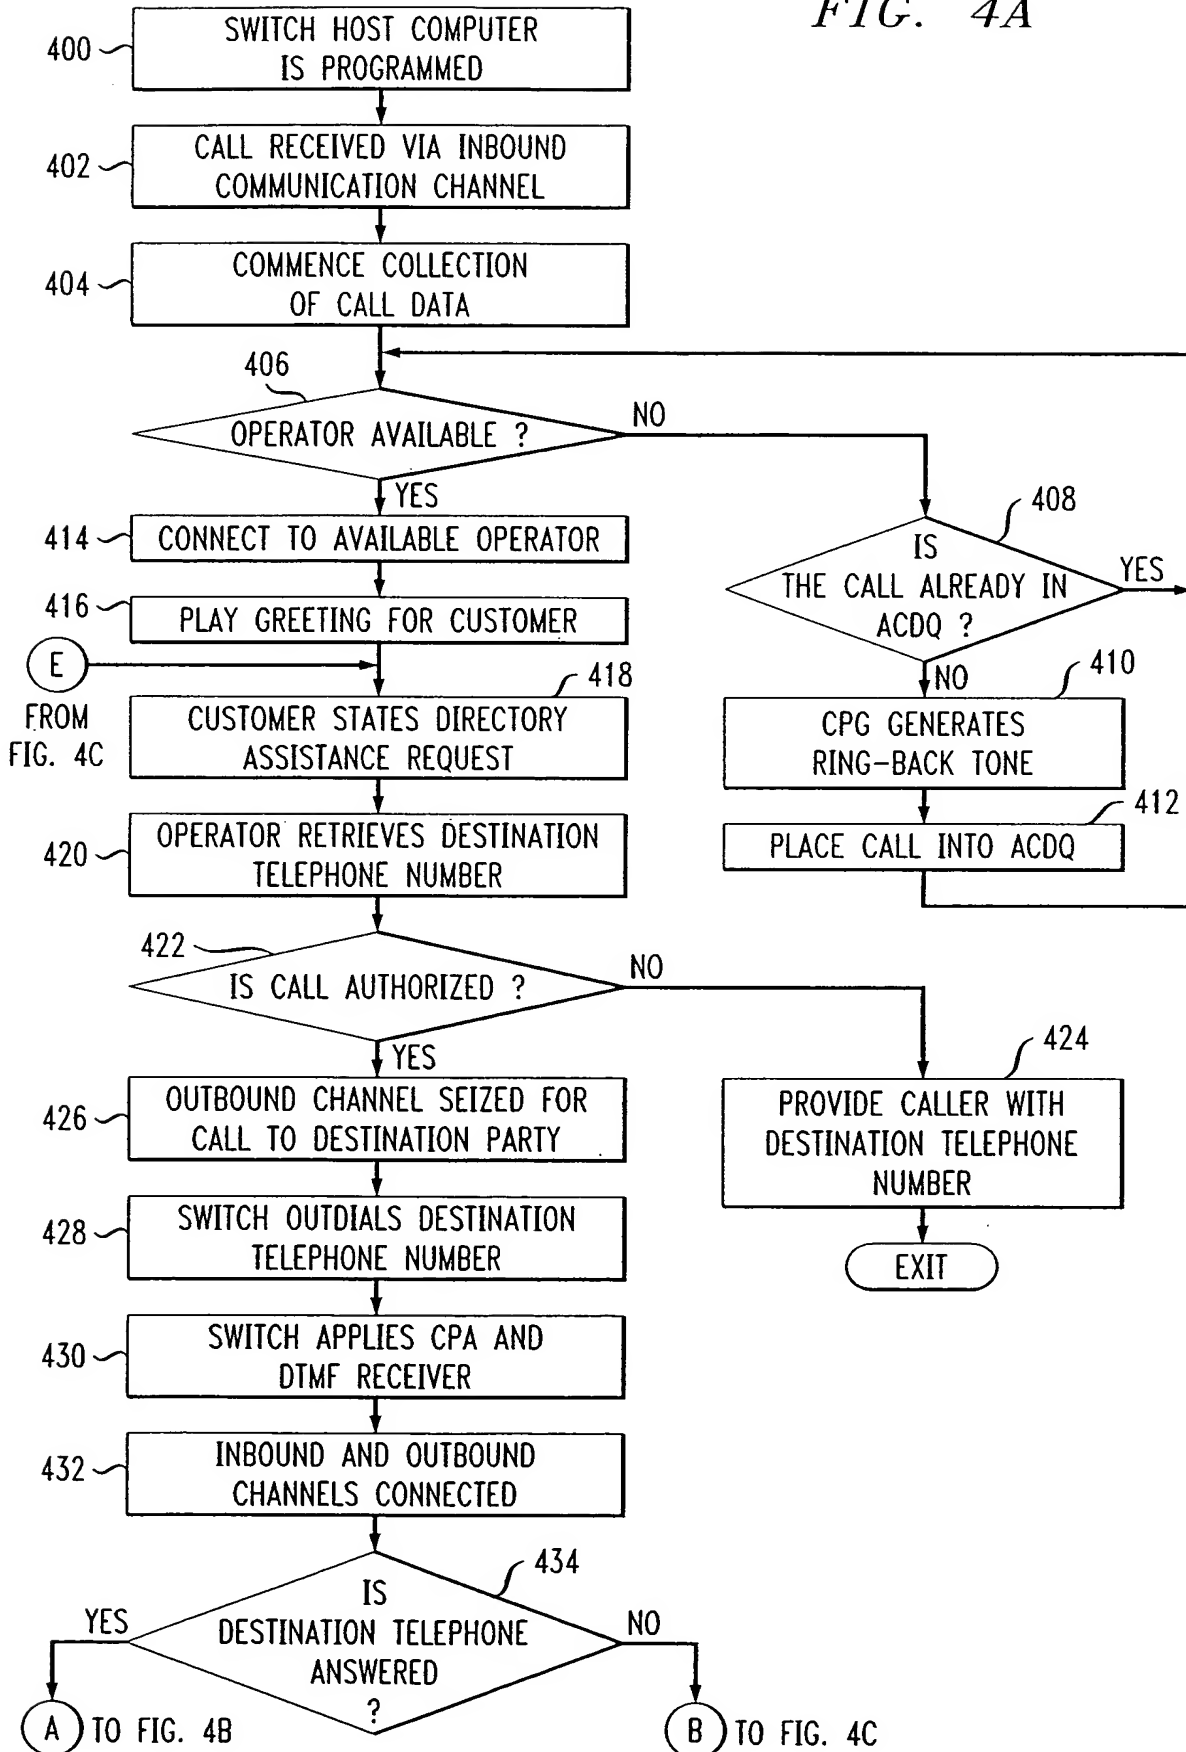 FIG. 4A
400
SWITCH HOST COMPUTER
IS PROGRAMMED
402
CALL RECEIVED VIA INBOUND
COMMUNICATION CHANNEL
404
COMMENCE COLLECTION
OF CALL DATA
406
OPERATOR AVAILABLE ?
NO
YES
408
IS
THE CALL ALREADY IN
ACDQ ?
YES
NO
410
CPG GENERATES
RING-BACK TONE
412
PLACE CALL INTO ACDQ
414
CONNECT TO AVAILABLE OPERATOR
416
PLAY GREETING FOR CUSTOMER
E
FROM
FIG. 4C
418
CUSTOMER STATES DIRECTORY
ASSISTANCE REQUEST
420
OPERATOR RETRIEVES DESTINATION
TELEPHONE NUMBER
422
IS CALL AUTHORIZED ?
NO
YES
424
PROVIDE CALLER WITH
DESTINATION TELEPHONE
NUMBER
EXIT
426
OUTBOUND CHANNEL SEIZED FOR
CALL TO DESTINATION PARTY
428
SWITCH OUTDIALS DESTINATION
TELEPHONE NUMBER
430
SWITCH APPLIES CPA AND
DTMF RECEIVER
432
INBOUND AND OUTBOUND
CHANNELS CONNECTED
434
IS
DESTINATION TELEPHONE
ANSWERED
?
YES
NO
A TO FIG. 4B
B TO FIG. 4C